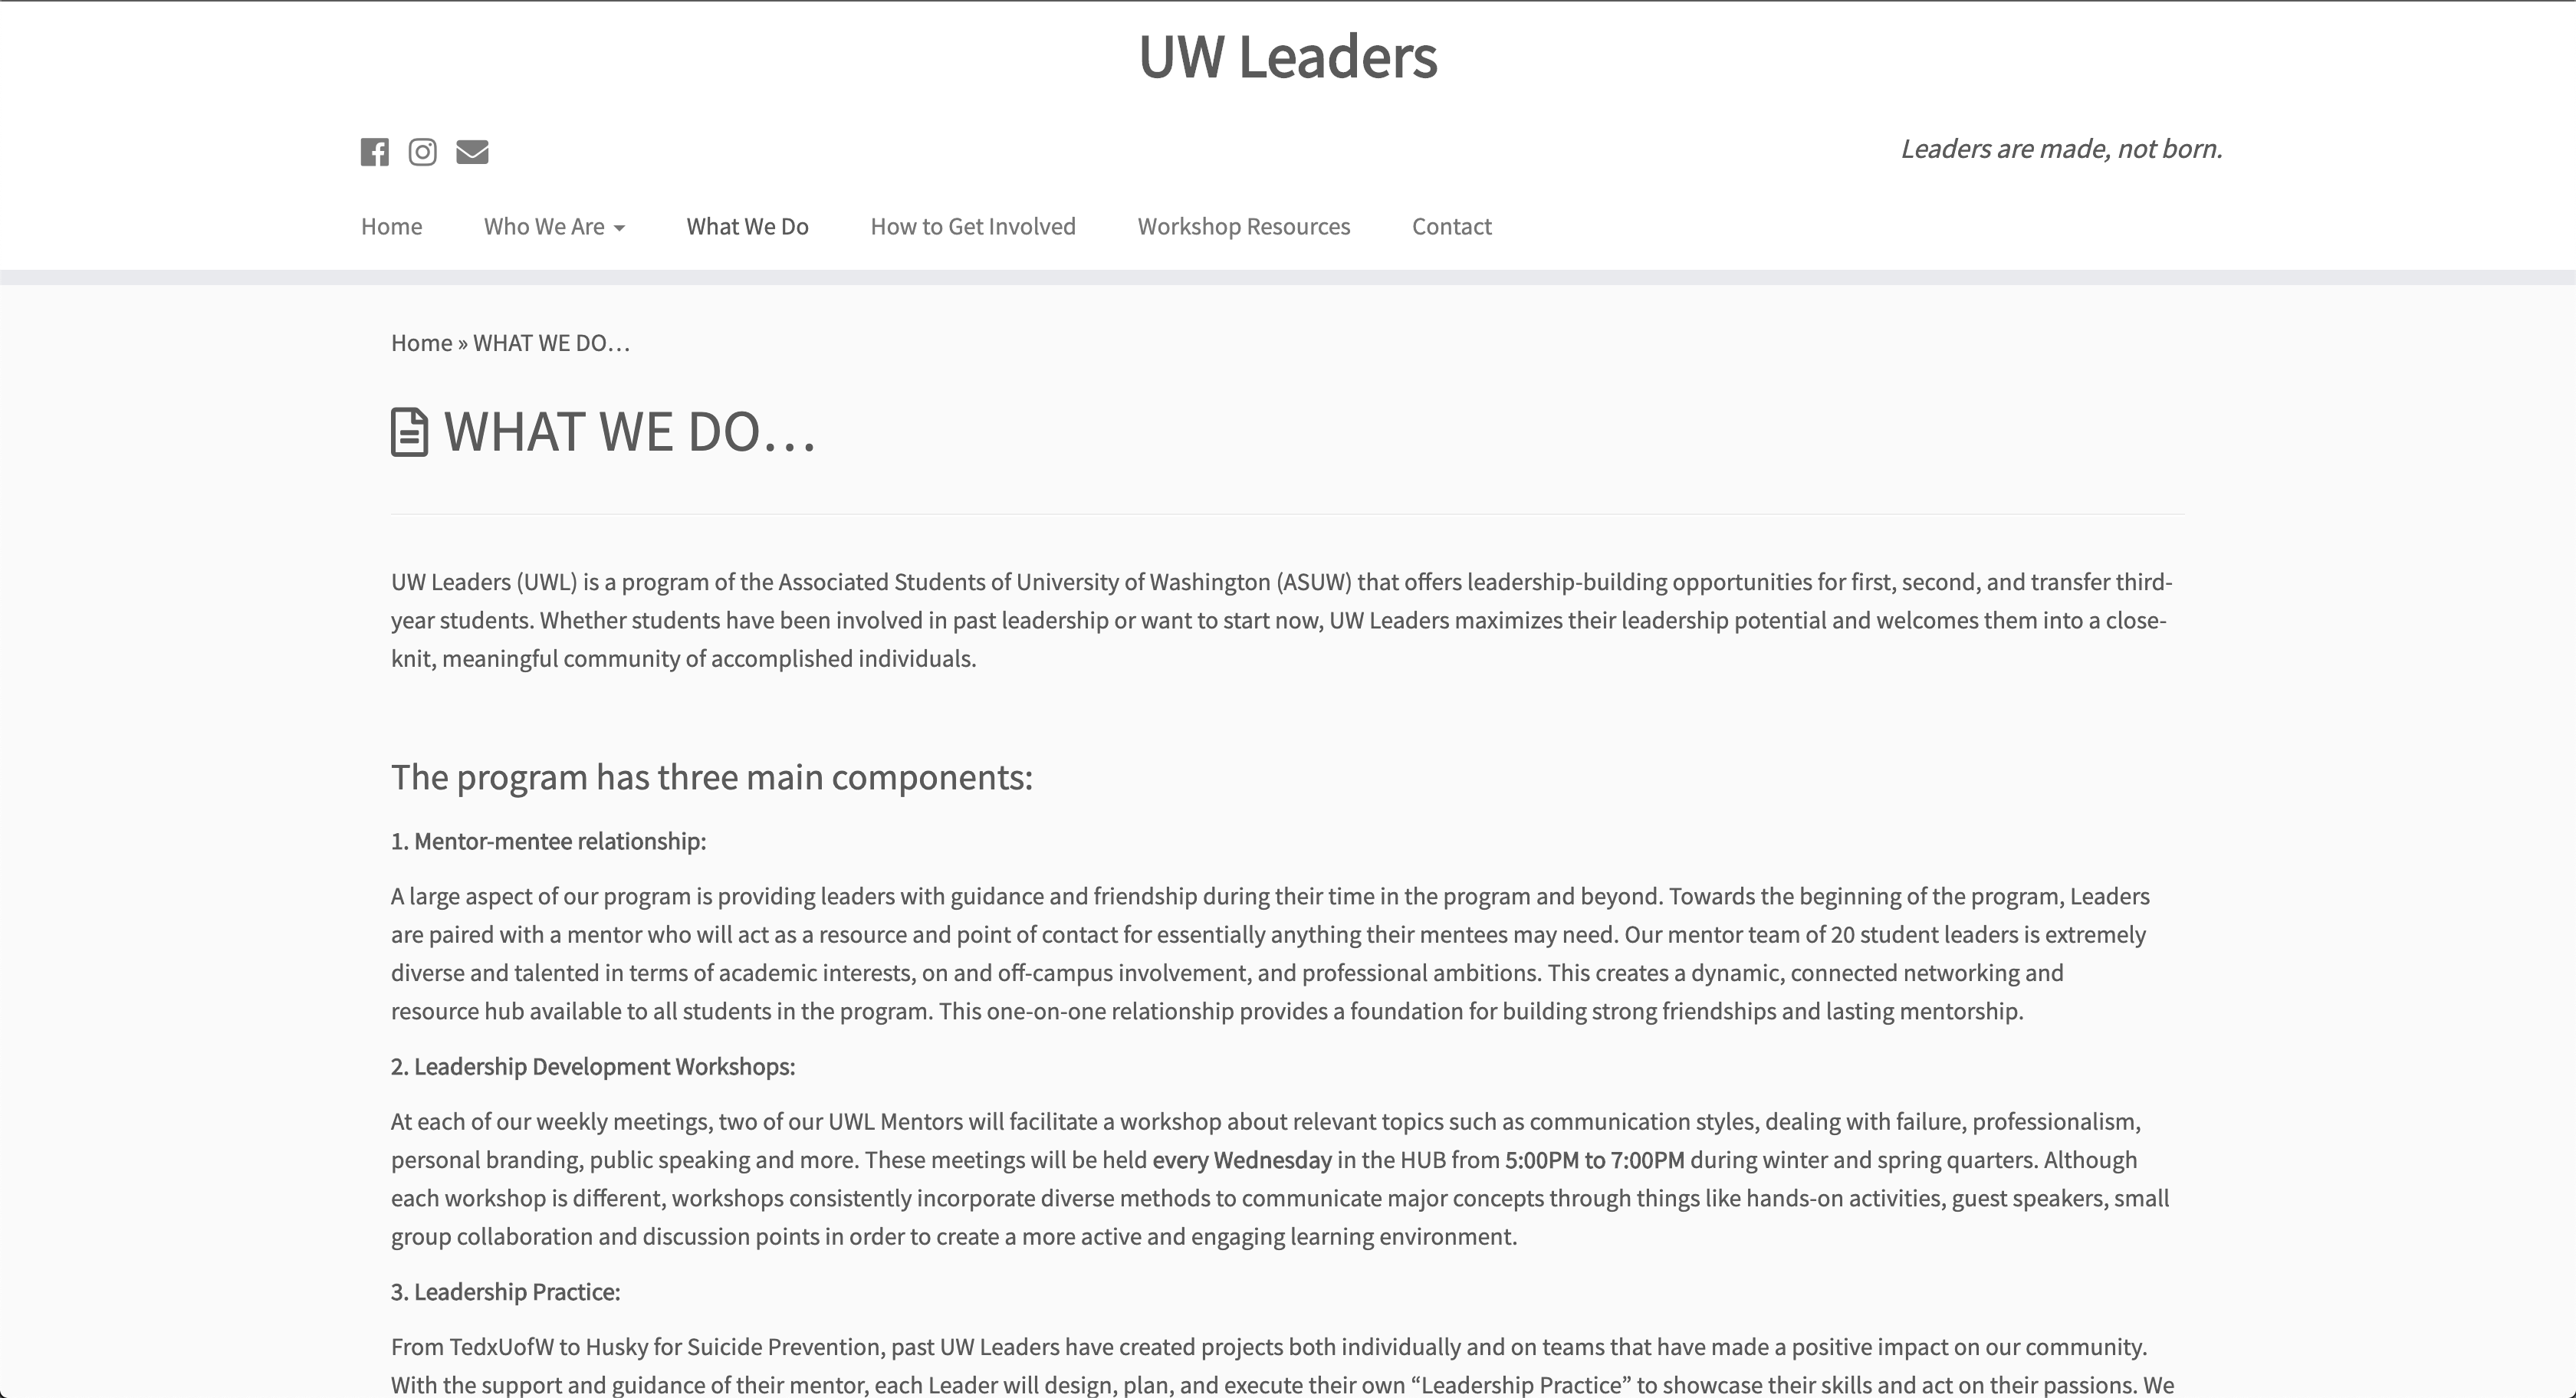 UW Leaders
Leaders are made, not born.
Home Who We Are What We Do How to Get Involved Workshop Resources Contact
Home » WHAT WE DO…
WHAT WE DO…
UW Leaders (UWL) is a program of the Associated Students of University of Washington (ASUW) that offers leadership-building opportunities for first, second, and transfer third-
year students. Whether students have been involved in past leadership or want to start now, UW Leaders maximizes their leadership potential and welcomes them into a close-
knit, meaningful community of accomplished individuals.
The program has three main components:
1. Mentor-mentee relationship:
A large aspect of our program is providing leaders with guidance and friendship during their time in the program and beyond. Towards the beginning of the program, Leaders
are paired with a mentor who will act as a resource and point of contact for essentially anything their mentees may need. Our mentor team of 20 student leaders is extremely
diverse and talented in terms of academic interests, on and off-campus involvement, and professional ambitions. This creates a dynamic, connected networking and
resource hub available to all students in the program. This one-on-one relationship provides a foundation for building strong friendships and lasting mentorship.
2. Leadership Development Workshops:
At each of our weekly meetings, two of our UWL Mentors will facilitate a workshop about relevant topics such as communication styles, dealing with failure, professionalism,
personal branding, public speaking and more. These meetings will be held every Wednesday in the HUB from 5:00PM to 7:00PM during winter and spring quarters. Although
each workshop is different, workshops consistently incorporate diverse methods to communicate major concepts through things like hands-on activities, guest speakers, small
group collaboration and discussion points in order to create a more active and engaging learning environment.
3. Leadership Practice:
From TedxUofW to Husky for Suicide Prevention, past UW Leaders have created projects both individually and on teams that have made a positive impact on our community.
With the support and guidance of their mentor, each Leader will design, plan, and execute their own “Leadership Practice” to showcase their skills and act on their passions. We